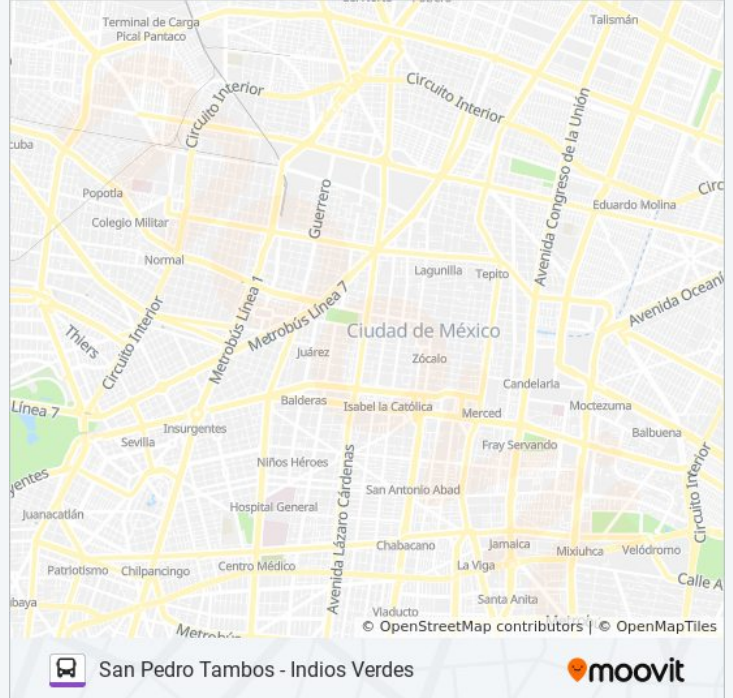 Terminal de Carga
Pical Pantaco
Talismán
Circuito Interior
Circuito Interior
Avenida Congreso de la Unión
cuba
Popotla
Guerrero
Circ
Eduardo Molina
Colegio Militar
Normal
Lagunilla
Tepito
Metrobús Línea 1
Metrobús Línea 7
Avenida Oceaní
Circuito Interior
Thiers
Ciudad de México
Juárez
Zócalo
Candelaria
Línea 7
Balderas
Isabel la Católica
Merced
Moctezuma
Insurgentes
Sevilla
Balbuena
Fray Servando
Niños Héroes
yentes
Avenida Lázaro Cárdenas
San Antonio Abad
Circuito Interior
Juanacatlán
Hospital General
Chabacano
Jamaica
Mixiuhca
Velódromo
Patriotismo
Chilpancingo
Centro Médico
La Viga
Calle A
baya
Santa Anita
Viaducto
© OpenStreetMap contributors | © OpenMapTiles
San Pedro Tambos - Indios Verdes
moovit